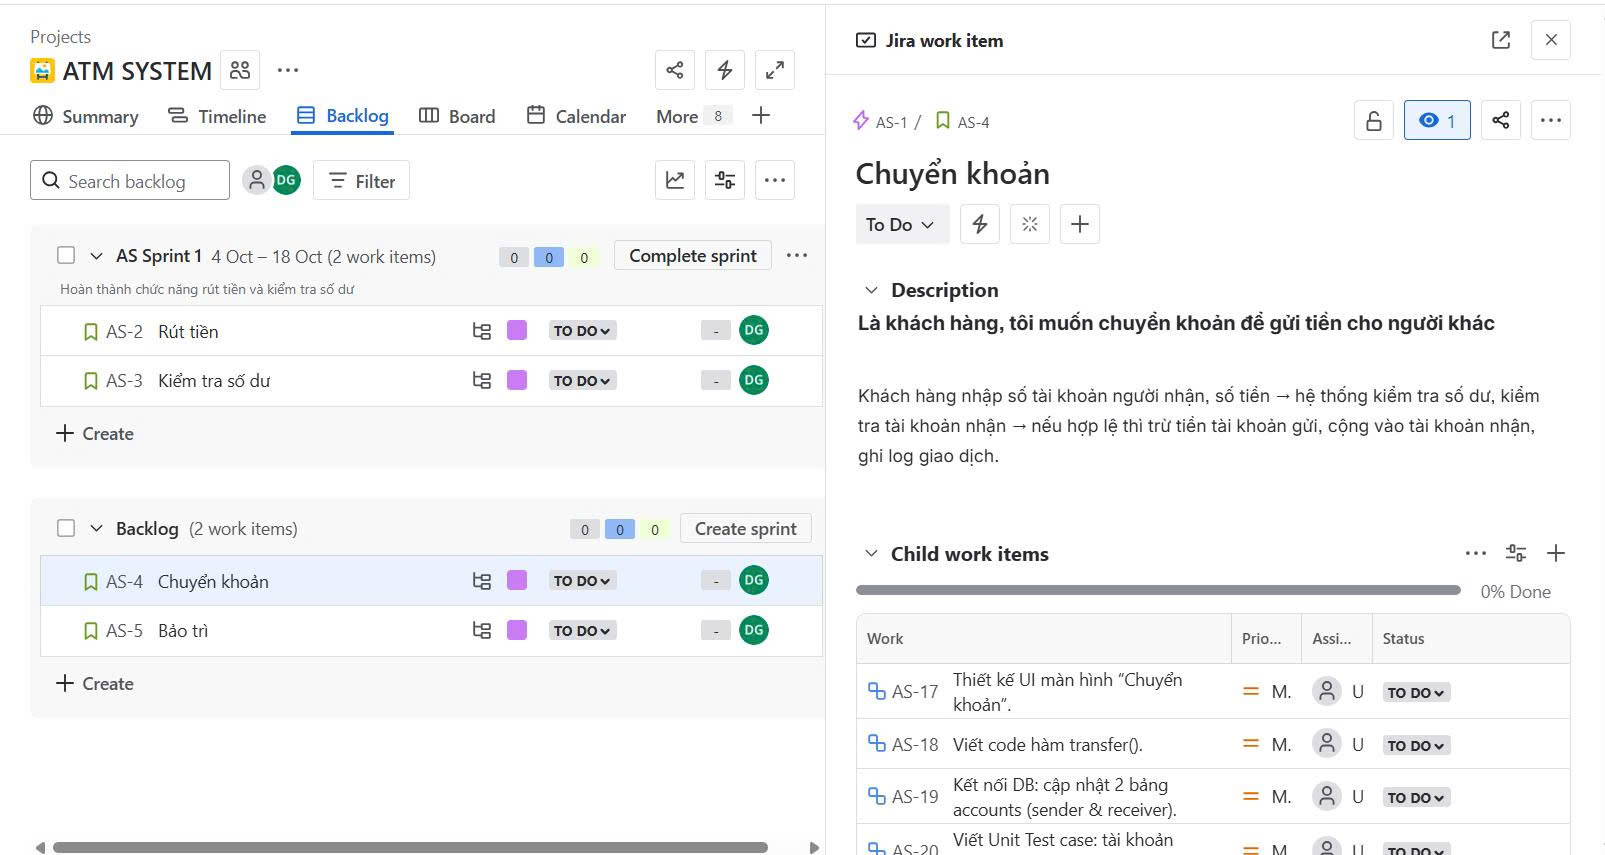 Projects
ATM SYSTEM
Summary
Timeline
Backlog
Board
Calendar
More 8
Search backlog
DG
Filter
AS Sprint 1 4 Oct – 18 Oct (2 work items) 0 0 0 Complete sprint
Hoàn thành chức năng rút tiền và kiểm tra số dư
AS-2 Rút tiền TO DO - DG
AS-3 Kiểm tra số dư TO DO - DG
Create
Backlog (2 work items) 0 0 0 Create sprint
AS-4 Chuyển khoản TO DO - DG
AS-5 Bảo trì TO DO - DG
Create
Jira work item
AS-1 / AS-4
1
Chuyển khoản
To Do
Description
Là khách hàng, tôi muốn chuyển khoản để gửi tiền cho người khác
Khách hàng nhập số tài khoản người nhận, số tiền → hệ thống kiểm tra số dư, kiểm
tra tài khoản nhận → nếu hợp lệ thì trừ tiền tài khoản gửi, cộng vào tài khoản nhận,
ghi log giao dịch.
Child work items
0% Done
Work Prio... Assi... Status
AS-17 Thiết kế UI màn hình “Chuyển
khoản”. M. U TO DO
AS-18 Viết code hàm transfer(). M. U TO DO
AS-19 Kết nối DB: cập nhật 2 bảng
accounts (sender & receiver). M. U TO DO
AS-20 Viết Unit Test case: tài khoản M. U TO DO